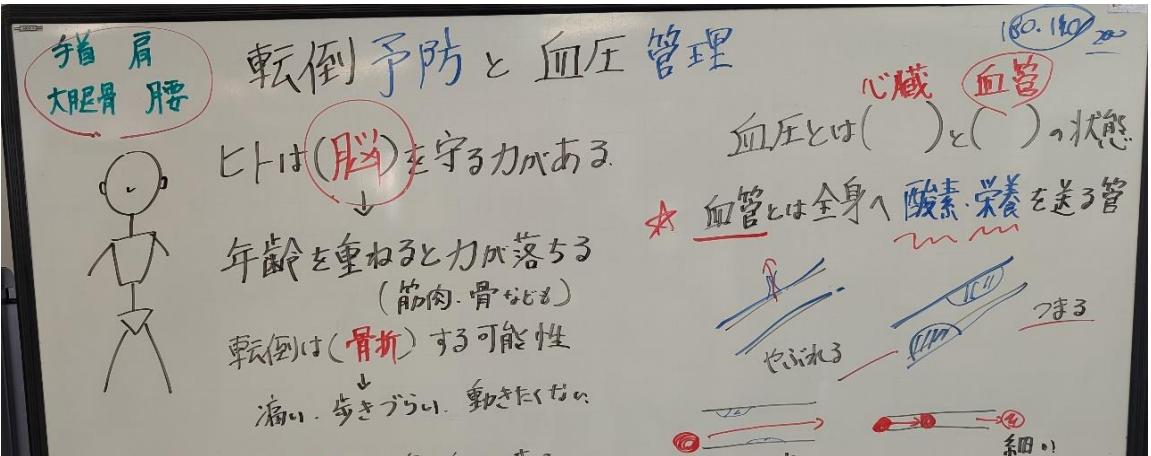 手首 肩
大腿骨 腰
転倒予防と血圧管理
180.140
200
ヒトは(脳)を守る力がある
↓
年齢を重ねると力が落ちる
(筋肉.骨なども)
転倒は(骨折)する可能性
↓
痛い.歩きづらい.動きたくない
心臓 血管
血圧とは( )と( )の状態
☆ 血管とは全身へ酸素.栄養を送る管
やぶれる
つまる
細い